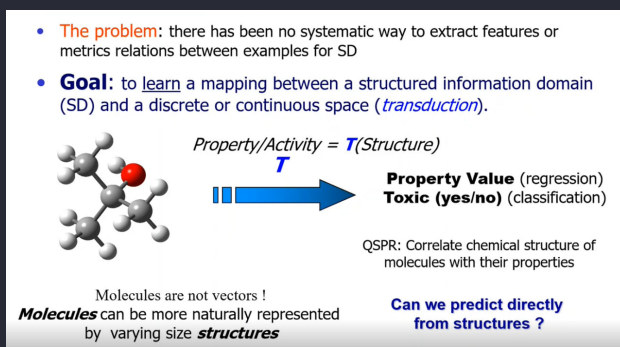 • The problem: there has been no systematic way to extract features or
metrics relations between examples for SD
• Goal: to learn a mapping between a structured information domain
(SD) and a discrete or continuous space (transduction).
Property/Activity = T(Structure)
T
Property Value (regression)
Toxic (yes/no) (classification)
QSPR: Correlate chemical structure of
molecules with their properties
Molecules are not vectors !
Molecules can be more naturally represented
by varying size structures
Can we predict directly
from structures ?